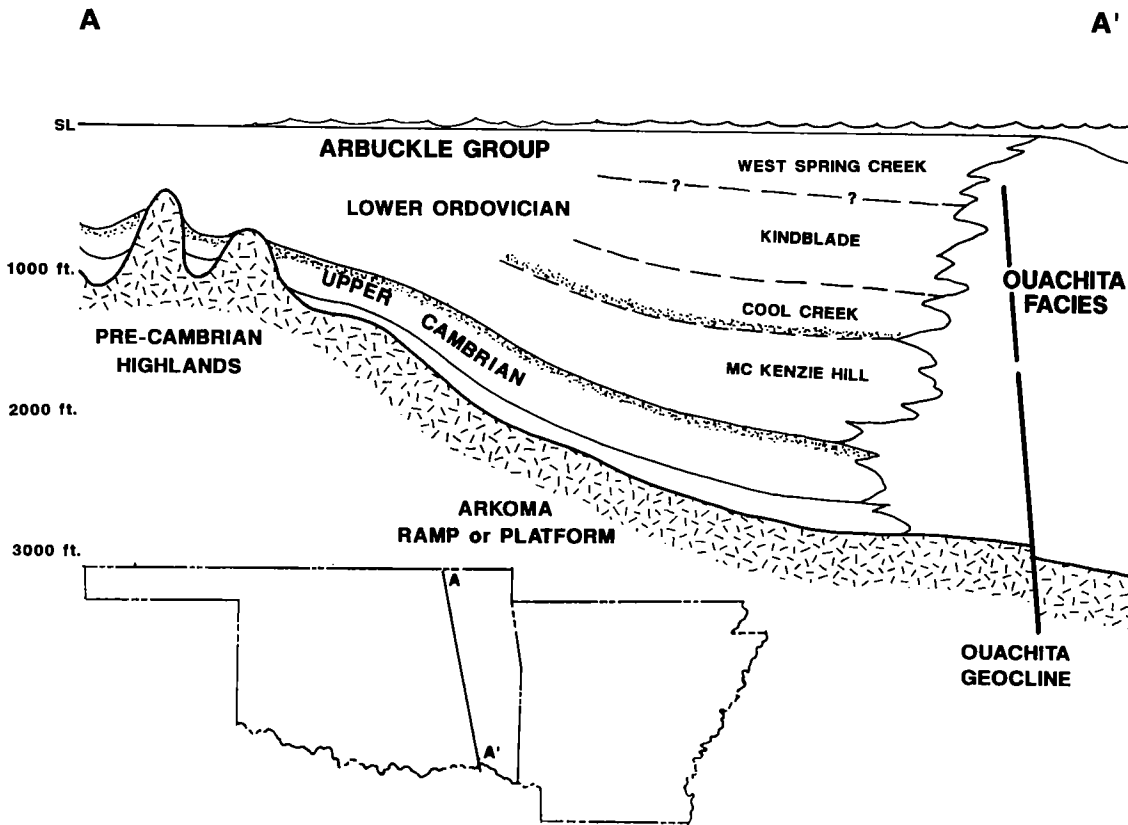 A
A'
SL
ARBUCKLE GROUP
WEST SPRING CREEK
?
?
LOWER ORDOVICIAN
KINDBLADE
1000 ft.
UPPER
CAMBRIAN
OUACHITA
FACIES
COOL CREEK
PRE-CAMBRIAN
HIGHLANDS
MC KENZIE HILL
2000 ft.
ARKOMA
RAMP or PLATFORM
3000 ft.
A
A'
OUACHITA
GEOCLINE